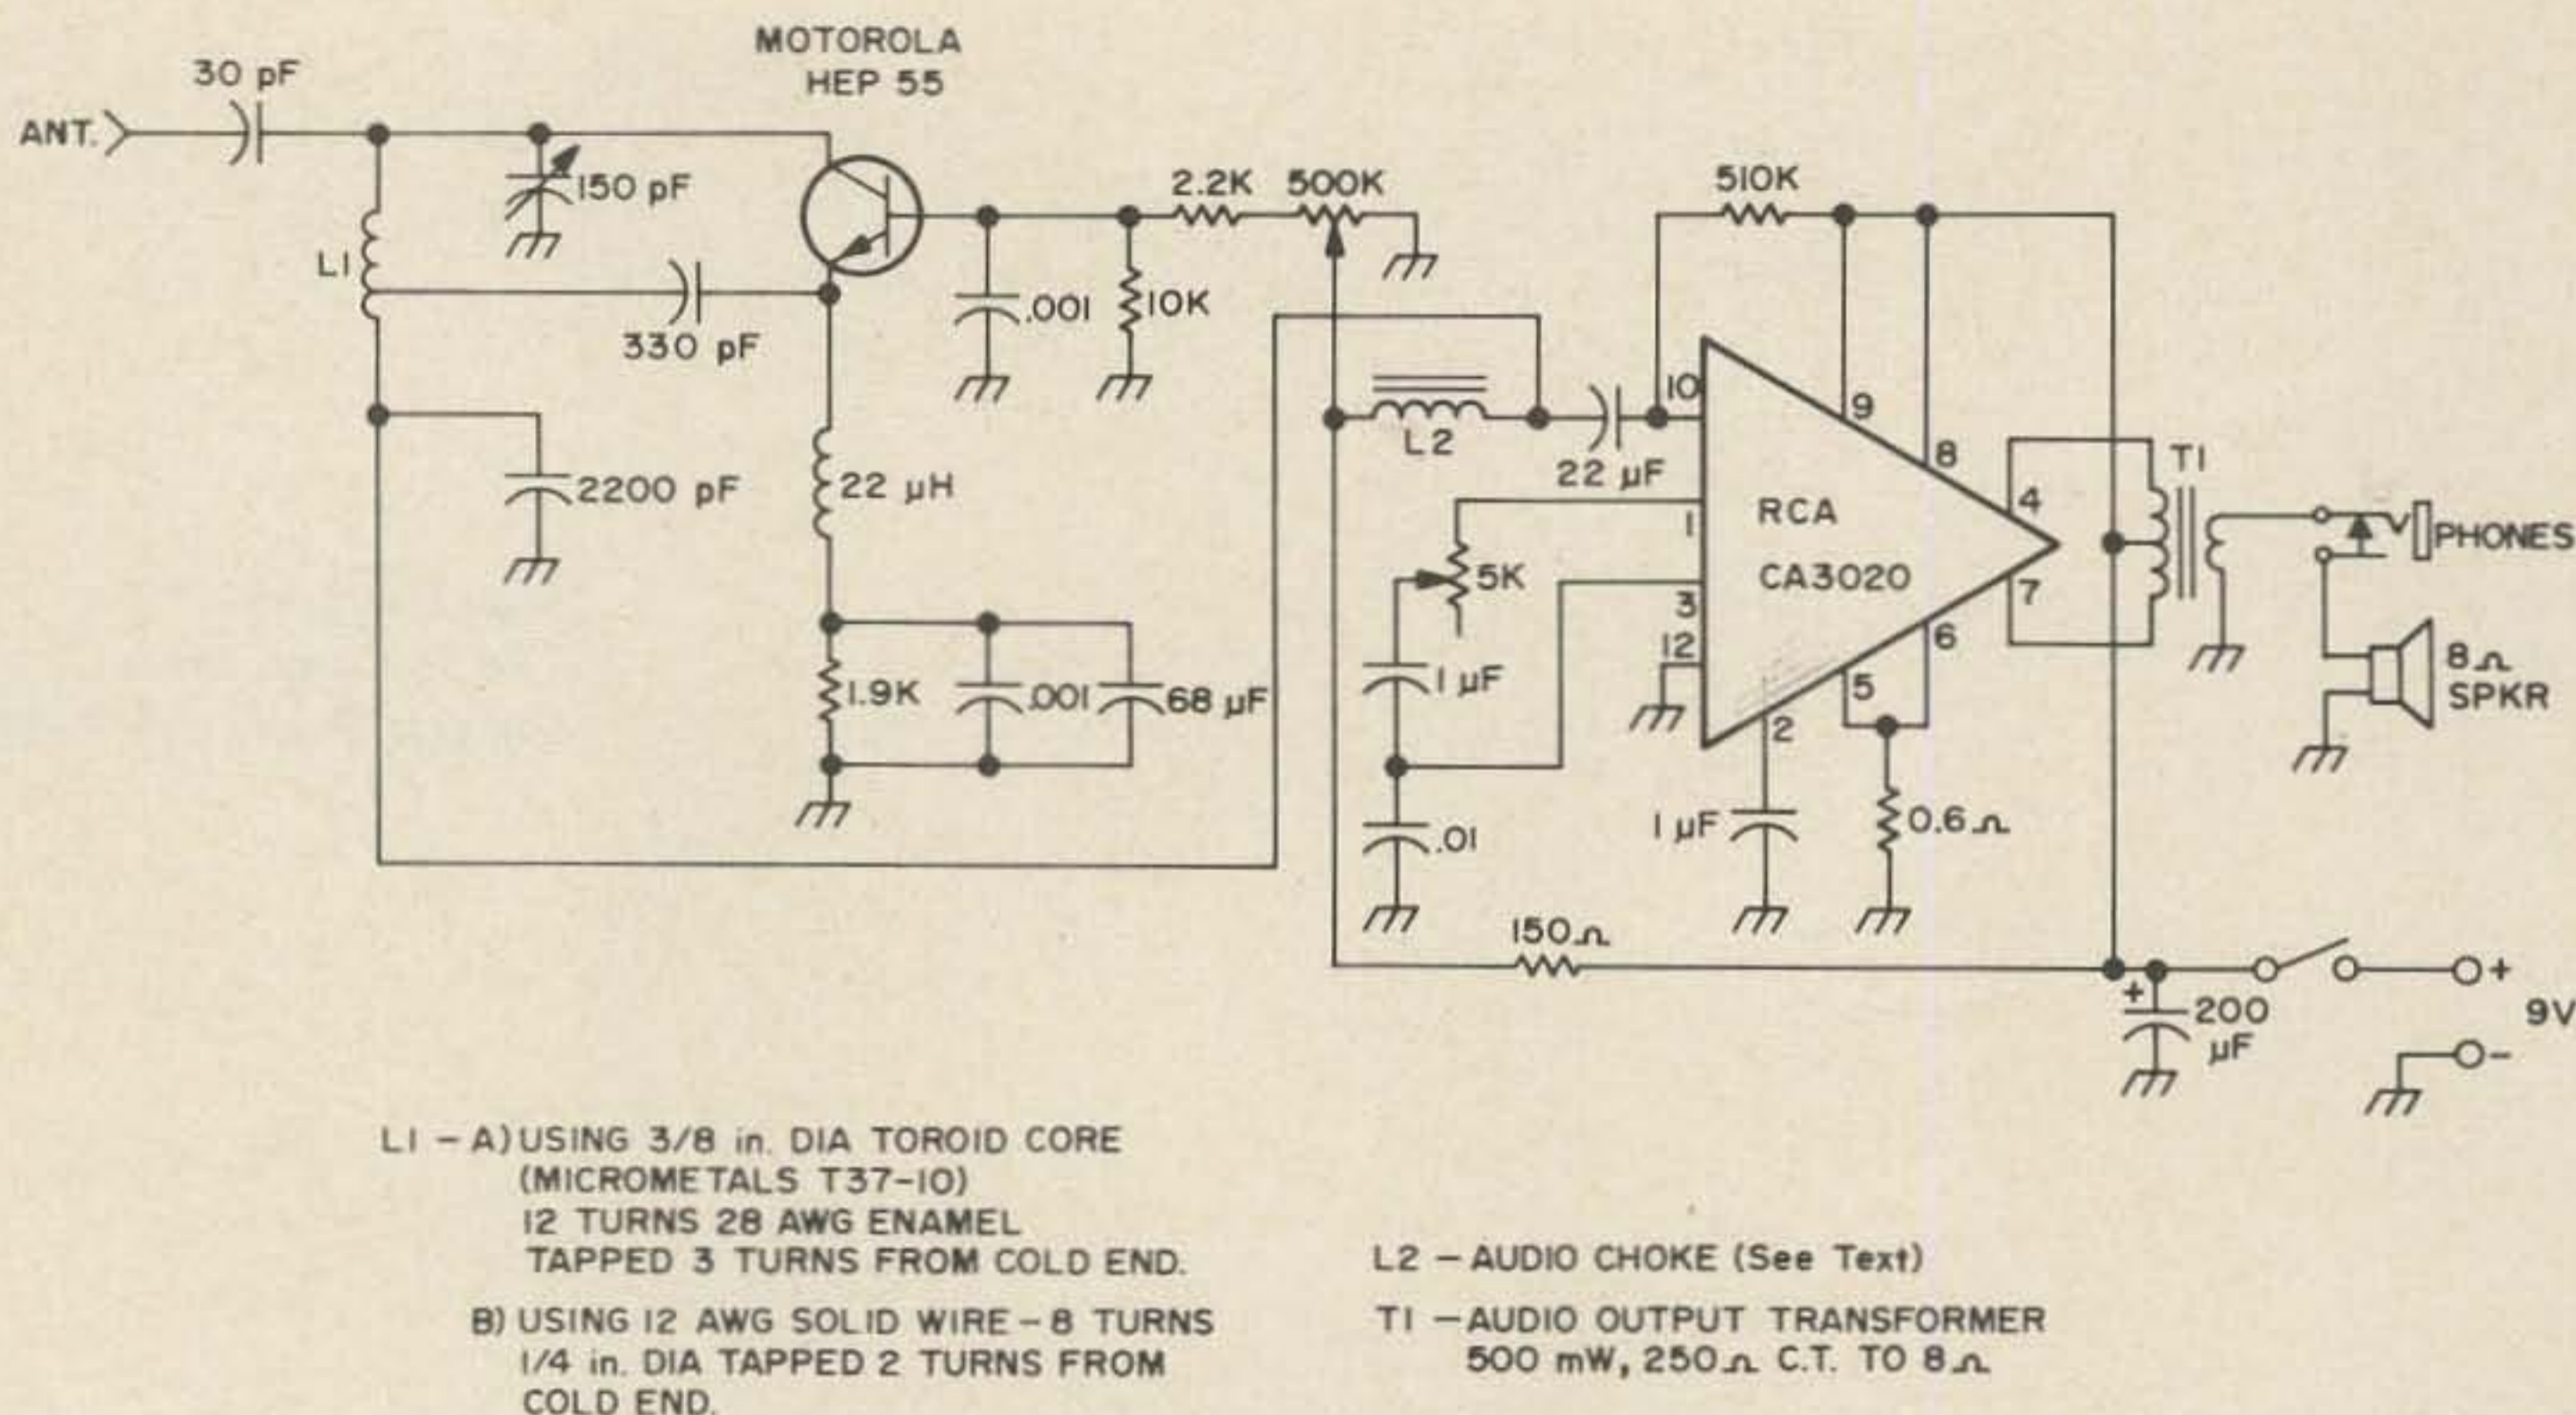 MOTOROLA
HEP 55
30 pF
ANT.
150 pF
2.2K
500K
510K
L1
.001
10K
330 pF
10
9
L2
8
22 µF
T1
2200 pF
22 µH
4
RCA
1
PHONES
5K
CA3020
7
3
6
12
8Ω
SPKR
1 µF
1.9K
.001
68 µF
5
2
1 µF
0.6Ω
.01
150Ω
+
+
200
µF
9V
-
L1 - A) USING 3/8 in. DIA TOROID CORE
(MICROMETALS T37-10)
12 TURNS 28 AWG ENAMEL
TAPPED 3 TURNS FROM COLD END.
B) USING 12 AWG SOLID WIRE - 8 TURNS
1/4 in. DIA TAPPED 2 TURNS FROM
COLD END.
L2 - AUDIO CHOKE (See Text)
T1 - AUDIO OUTPUT TRANSFORMER
500 mW, 250Ω C.T. TO 8Ω